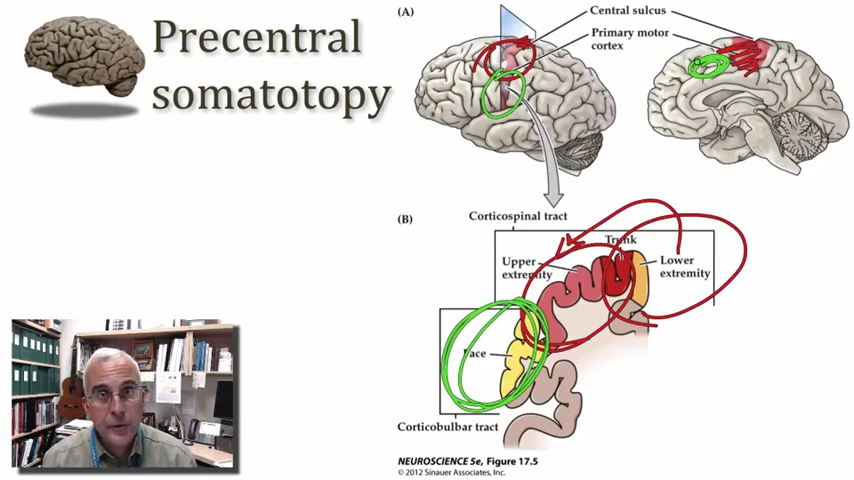 Precentral
somatotopy
(A)
Central sulcus
Primary motor
cortex
(B)
Corticospinal tract
Trunk
Upper
extremity
Lower
extremity
Face
Corticobulbar tract
NEUROSCIENCE 5e, Figure 17.5
© 2012 Sinauer Associates, Inc.